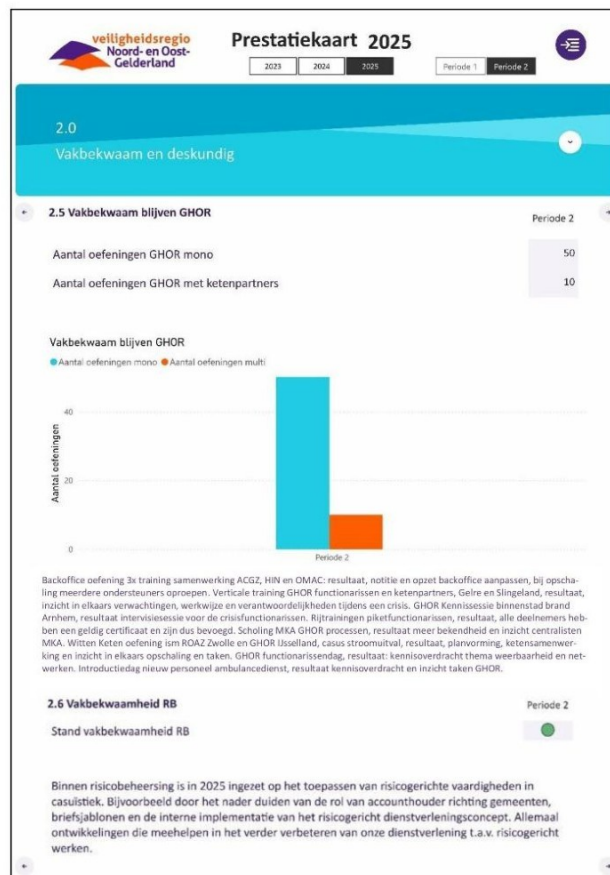 veiligheidsregio
Noord- en Oost-
Gelderland
Prestatiekaart 2025
2023 2024 2025 Periode 1 Periode 2
2.0
Vakbekwaam en deskundig
2.5 Vakbekwaam blijven GHOR Periode 2
Aantal oefeningen GHOR mono 50
Aantal oefeningen GHOR met ketenpartners 10
Vakbekwaam blijven GHOR
Aantal oefeningen mono Aantal oefeningen multi
Aantal oefeningen
40
20
0
Periode 2
Backoffice oefening 3x training samenwerking ACGZ, HIN en OMAC: resultaat, notitie en opzet backoffice aanpassen, bij opscha-
ling meerdere ondersteuners oproepen. Verticale training GHOR functionarissen en ketenpartners, Gelre en Slingeland, resultaat,
inzicht in elkaars verwachtingen, werkwijze en verantwoordelijkheden tijdens een crisis. GHOR Kennissessie binnenstad brand
Arnhem, resultaat intervisiesessie voor de crisisfunctionarissen. Rijtrainingen piketfunctionarissen, resultaat, alle deelnemers heb-
ben een geldig certificaat en zijn dus bevoegd. Scholing MKA GHOR processen, resultaat meer bekendheid en inzicht centralisten
MKA. Witten Keten oefening ism ROAZ Zwolle en GHOR IJsselland, casus stroomuitval, resultaat, planvorming, ketensamenwer-
king en inzicht in elkaars opschaling en taken. GHOR functionarissendag, resultaat: kennisoverdracht thema weerbaarheid en net-
werken. Introductiedag nieuw personeel ambulancedienst, resultaat kennisoverdracht en inzicht taken GHOR.
2.6 Vakbekwaamheid RB Periode 2
Stand vakbekwaamheid RB
Binnen risicobeheersing is in 2025 ingezet op het toepassen van risicogerichte vaardigheden in
casuïstiek. Bijvoorbeeld door het nader duiden van de rol van accounthouder richting gemeenten,
briefsjablonen en de interne implementatie van het risicogericht dienstverleningsconcept. Allemaal
ontwikkelingen die meehelpen in het verder verbeteren van onze dienstverlening t.a.v. risicogericht
werken.